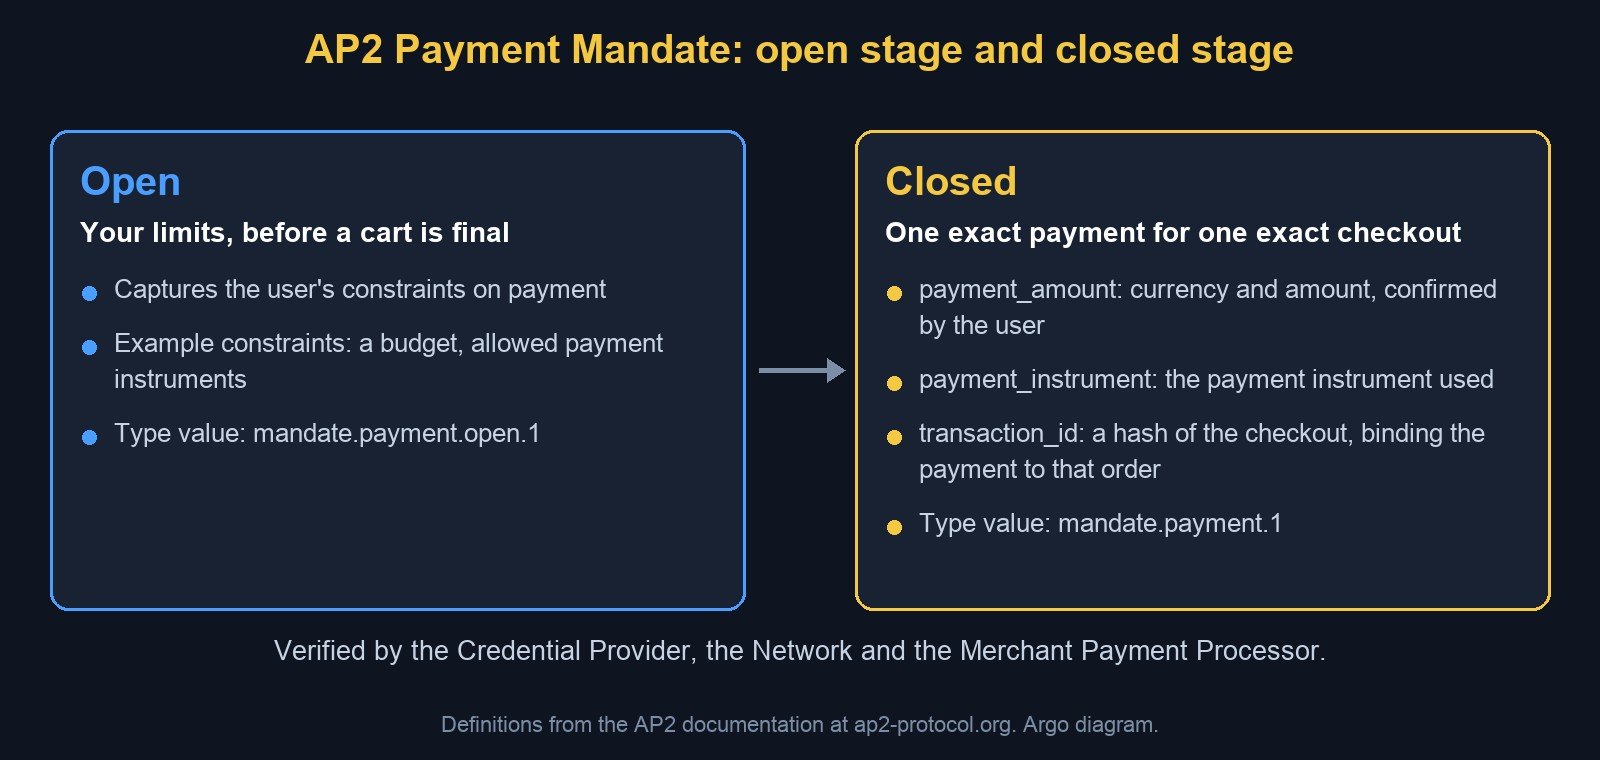 AP2 Payment Mandate: open stage and closed stage
Open
Your limits, before a cart is final
Captures the user's constraints on payment
Example constraints: a budget, allowed payment
instruments
Type value: mandate.payment.open.1
Closed
One exact payment for one exact checkout
payment_amount: currency and amount, confirmed
by the user
payment_instrument: the payment instrument used
transaction_id: a hash of the checkout, binding the
payment to that order
Type value: mandate.payment.1
Verified by the Credential Provider, the Network and the Merchant Payment Processor.
Definitions from the AP2 documentation at ap2-protocol.org. Argo diagram.